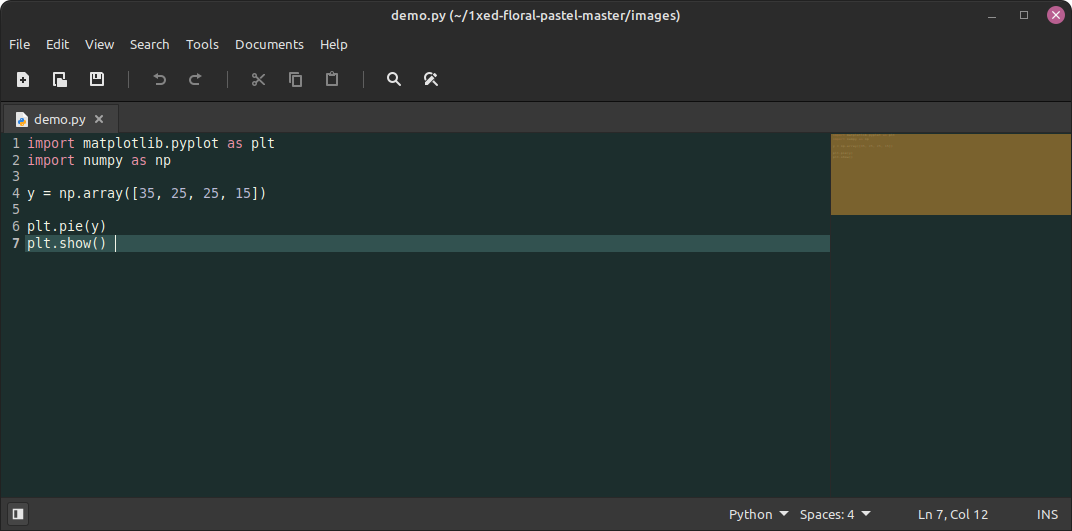 demo.py (~/1xed-floral-pastel-master/images)
File Edit View Search Tools Documents Help
demo.py
1 import matplotlib.pyplot as plt
2 import numpy as np
3
4 y = np.array([35, 25, 25, 15])
5
6 plt.pie(y)
7 plt.show()
Python Spaces: 4 Ln 7, Col 12 INS